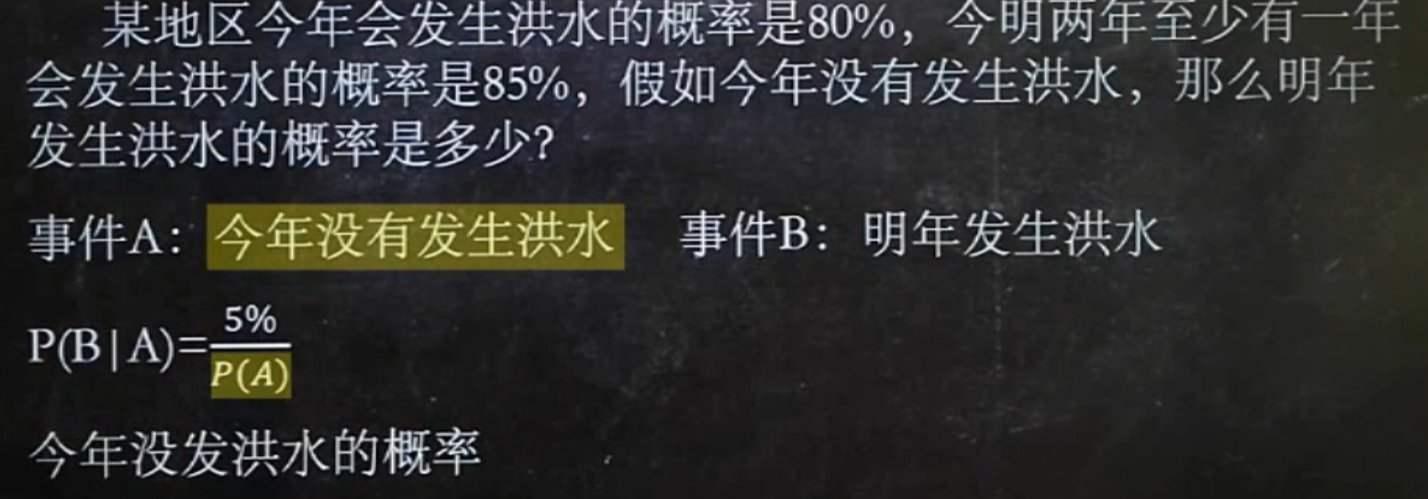 某地区今年会发生洪水的概率是80%，今明两年至少有一年
会发生洪水的概率是85%，假如今年没有发生洪水，那么明年
发生洪水的概率是多少？
事件A：今年没有发生洪水 事件B：明年发生洪水
P(B|A)=5%/P(A)
今年没发洪水的概率